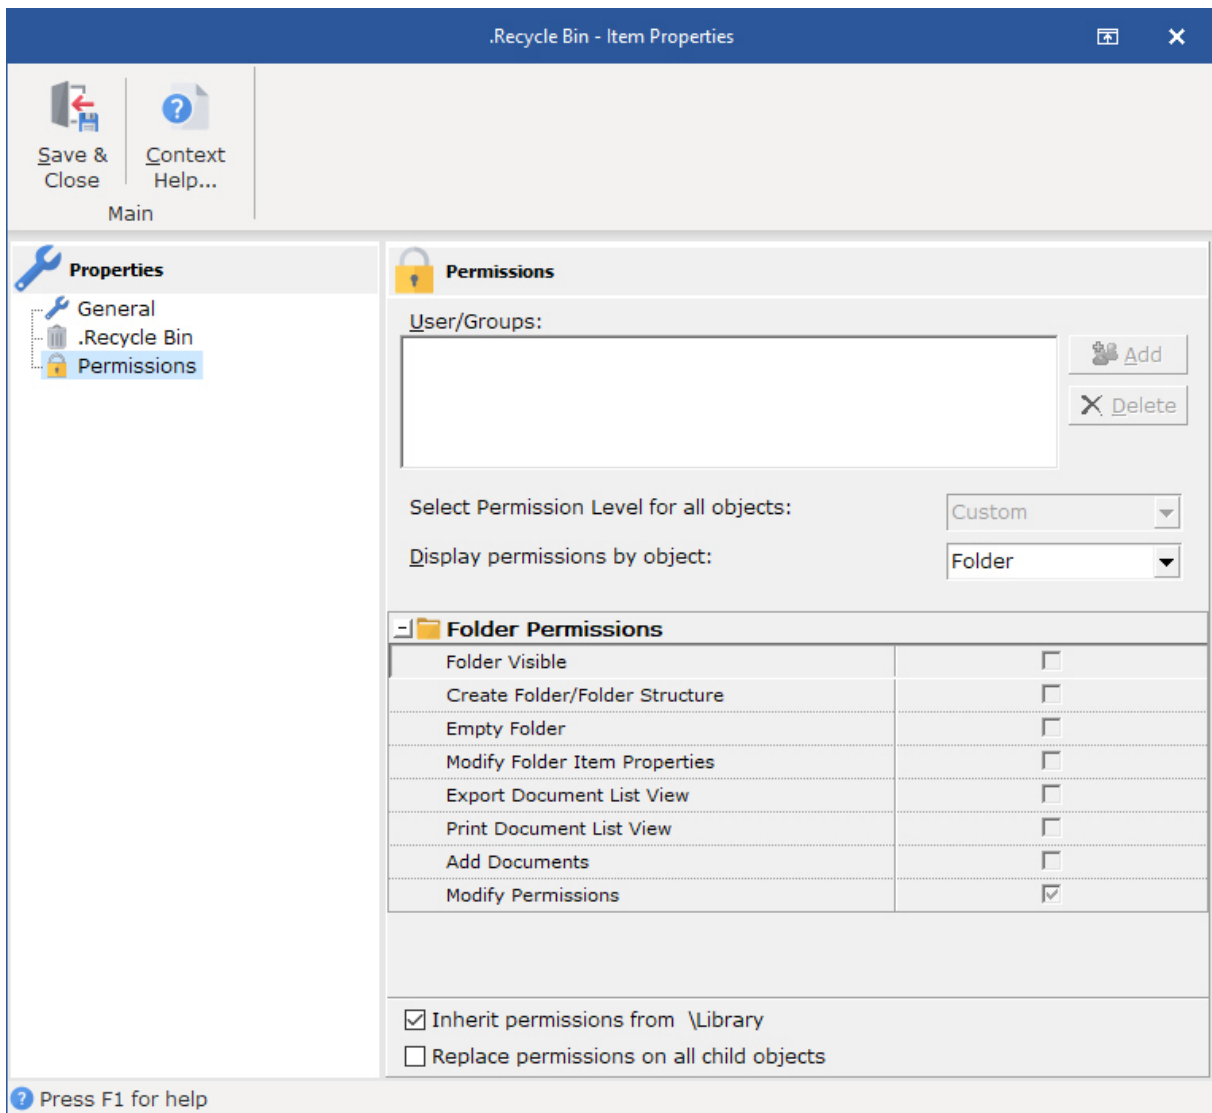 .Recycle Bin - Item Properties
Save & Close
Context Help...
Main
Properties
General
.Recycle Bin
Permissions
Permissions
User/Groups:
Add
Delete
Select Permission Level for all objects:
Custom
Display permissions by object:
Folder
Folder Permissions
Folder Visible
Create Folder/Folder Structure
Empty Folder
Modify Folder Item Properties
Export Document List View
Print Document List View
Add Documents
Modify Permissions
Inherit permissions from \Library
Replace permissions on all child objects
Press F1 for help